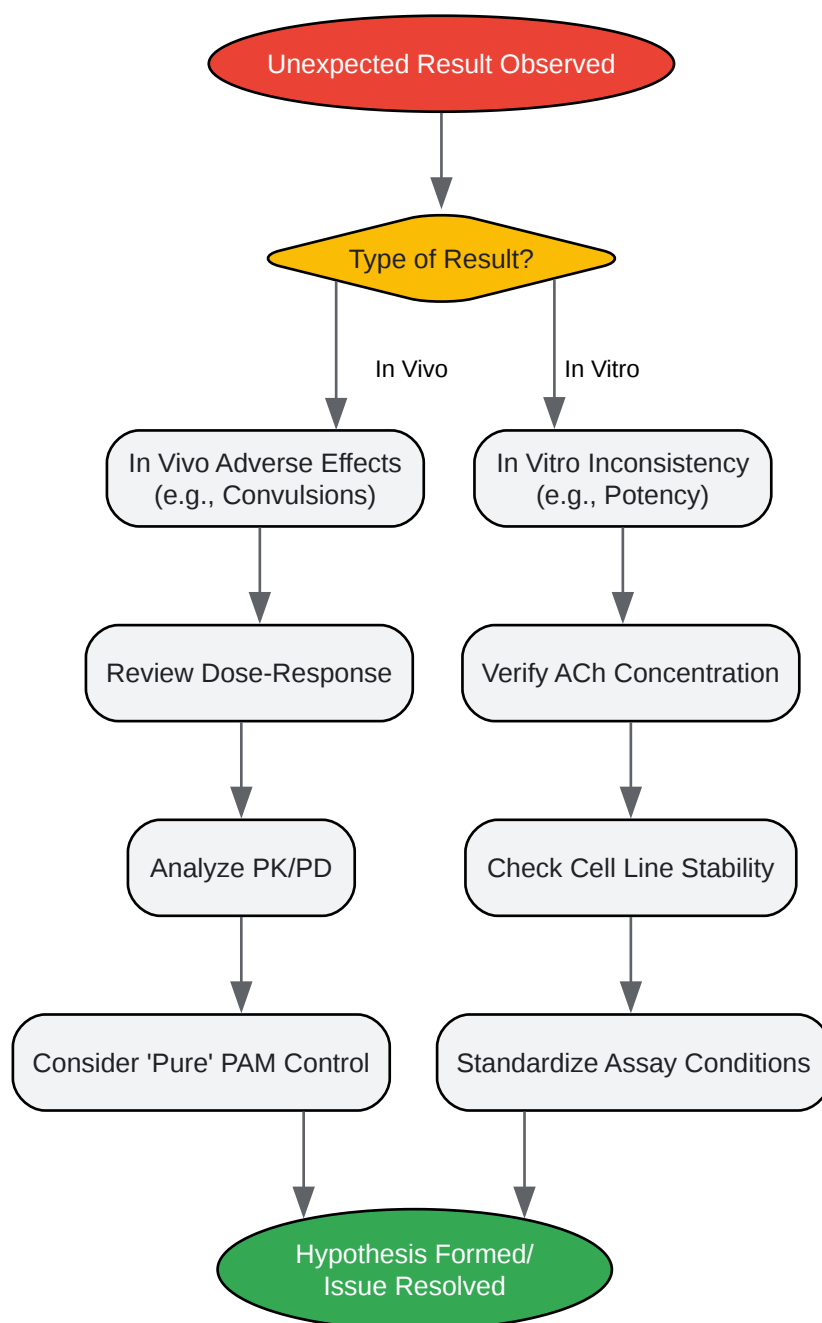 Unexpected Result Observed
Type of Result?
In Vivo
In Vitro
In Vivo Adverse Effects
(e.g., Convulsions)
In Vitro Inconsistency
(e.g., Potency)
Review Dose-Response
Verify ACh Concentration
Analyze PK/PD
Check Cell Line Stability
Consider 'Pure' PAM Control
Standardize Assay Conditions
Hypothesis Formed/
Issue Resolved